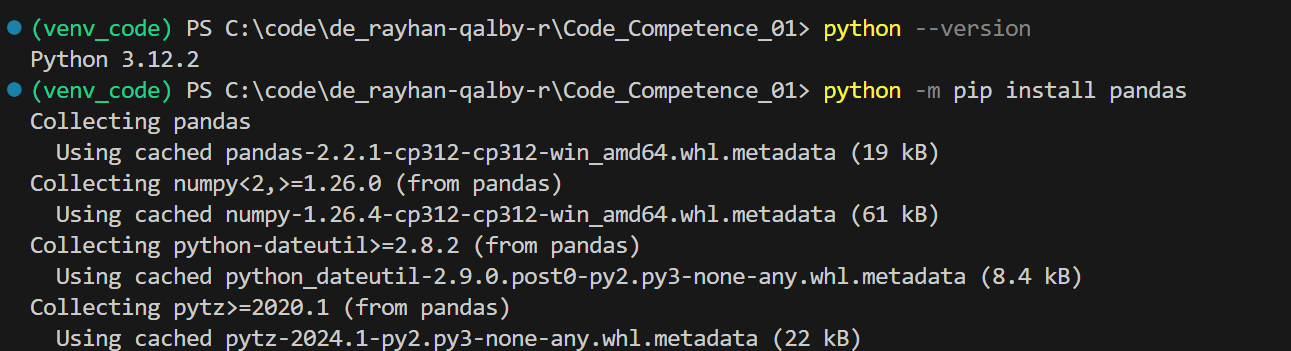 (venv_code) PS C:\code\de_rayhan-qalby-r\Code_Competence_01> python --version
Python 3.12.2
(venv_code) PS C:\code\de_rayhan-qalby-r\Code_Competence_01> python -m pip install pandas
Collecting pandas
  Using cached pandas-2.2.1-cp312-cp312-win_amd64.whl.metadata (19 kB)
Collecting numpy<2,>=1.26.0 (from pandas)
  Using cached numpy-1.26.4-cp312-cp312-win_amd64.whl.metadata (61 kB)
Collecting python-dateutil>=2.8.2 (from pandas)
  Using cached python_dateutil-2.9.0.post0-py2.py3-none-any.whl.metadata (8.4 kB)
Collecting pytz>=2020.1 (from pandas)
  Using cached pytz-2024.1-py2.py3-none-any.whl.metadata (22 kB)